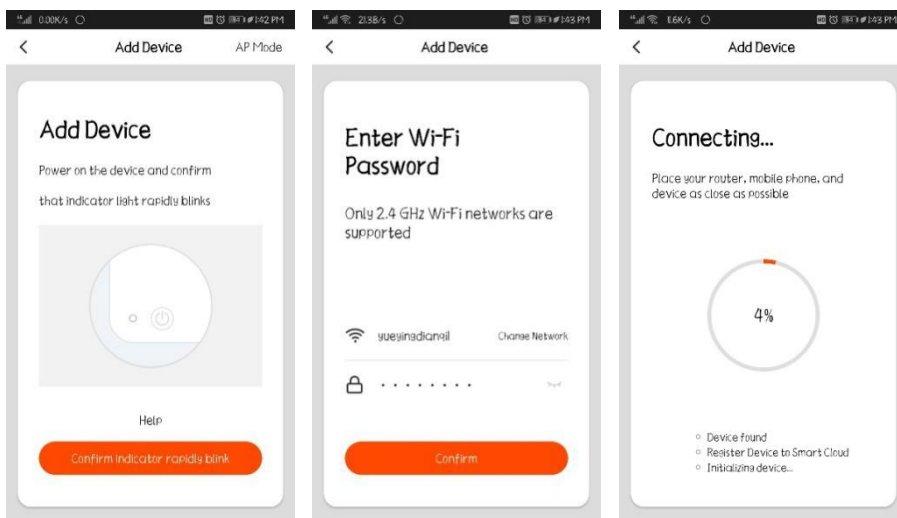 0.00K/s 1:42 PM
Add Device AP Mode
Add Device
Power on the device and confirm
that indicator light rapidly blinks
Help
Confirm indicator rapidly blink
213B/s 1:43 PM
Add Device
Enter Wi-Fi
Password
Only 2.4 GHz Wi-Fi networks are
supported
Change Network
Confirm
1.6K/s 1:43 PM
Add Device
Connecting...
Place your router, mobile phone, and
device as close as possible
4%
Device found
Register Device to Smart Cloud
Initializing device...